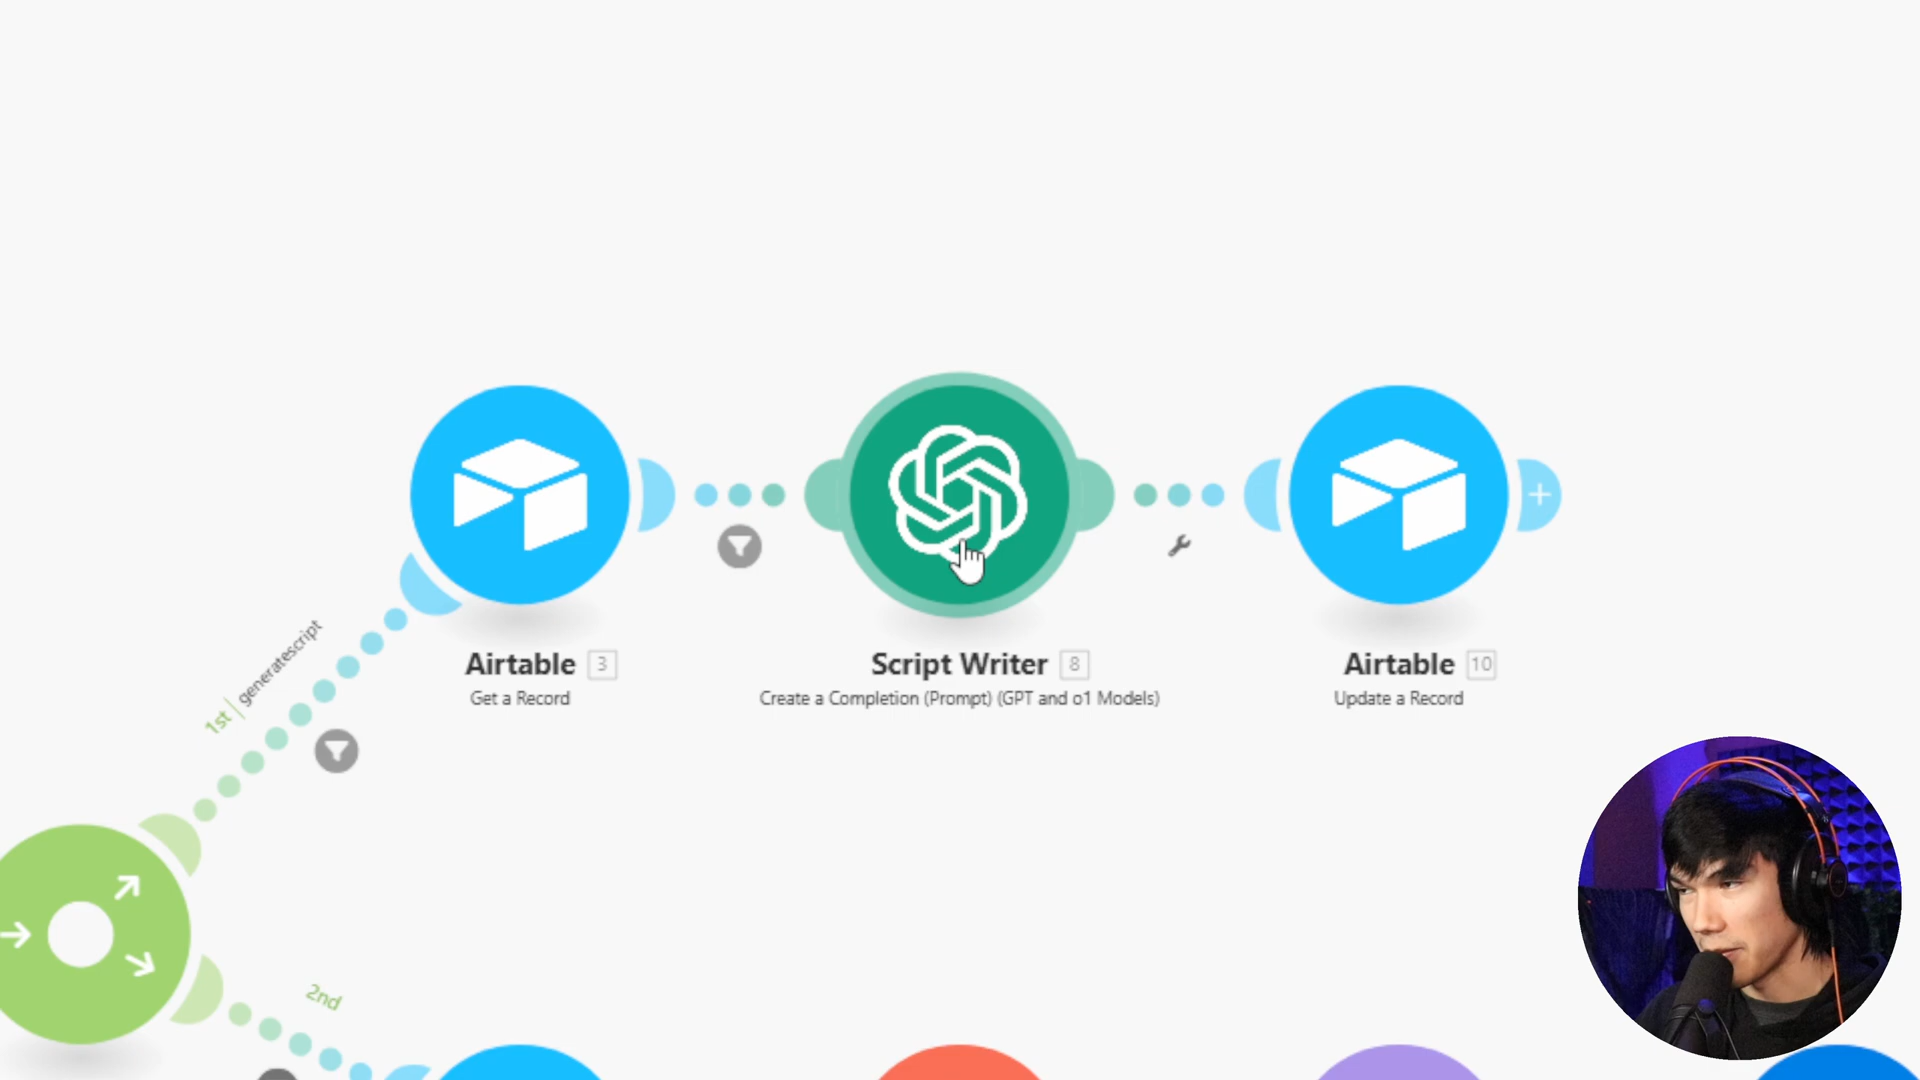 1st | generatescript
Airtable 3
Get a Record
Script Writer 8
Create a Completion (Prompt) (GPT and o1 Models)
Airtable 10
Update a Record
2nd